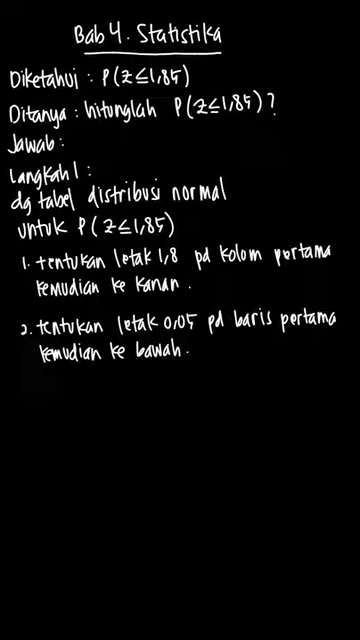 Bab 4. Statistika
Diketahui : P(Z≤1,85)
Ditanya : hitunglah P(Z≤1,85)?
Jawab :
Langkah 1 :
dg tabel distribusi normal
untuk P(Z≤1,85)
1. tentukan letak 1,8 pd kolom pertama
kemudian ke kanan.
2. tentukan letak 0,05 pd baris pertama
kemudian ke bawah.